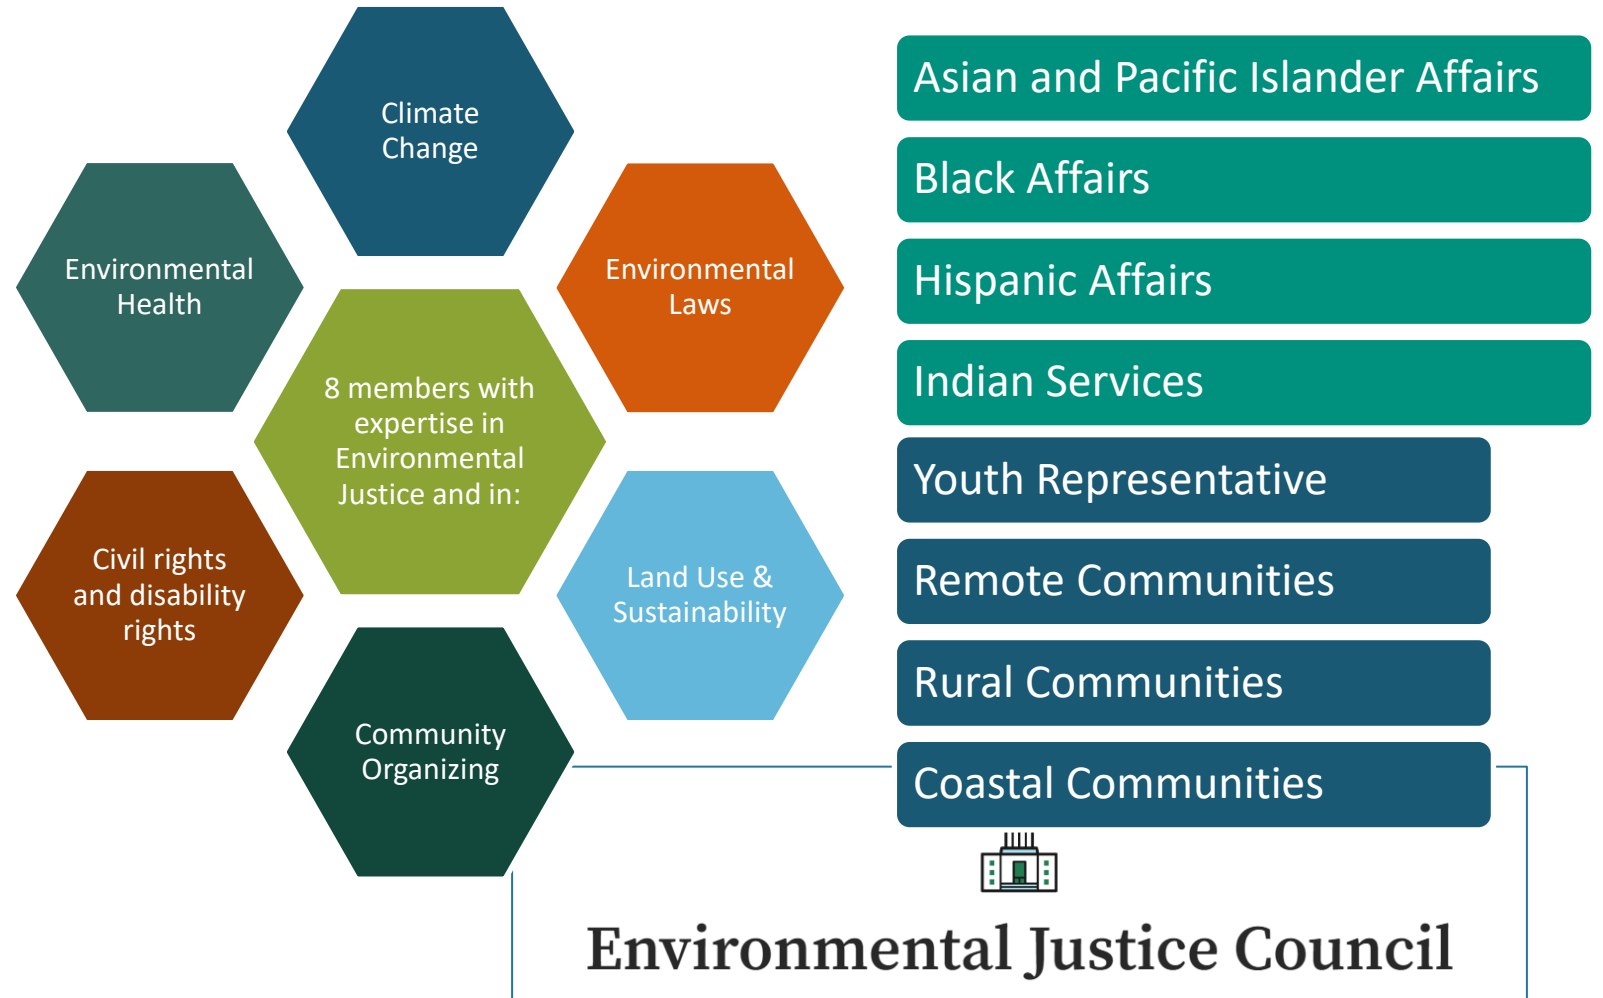 Climate
Change
Environmental
Health
Environmental
Laws
8 members with
expertise in
Environmental
Justice and in:
Civil rights
and disability
rights
Land Use &
Sustainability
Community
Organizing
Asian and Pacific Islander Affairs
Black Affairs
Hispanic Affairs
Indian Services
Youth Representative
Remote Communities
Rural Communities
Coastal Communities
Environmental Justice Council